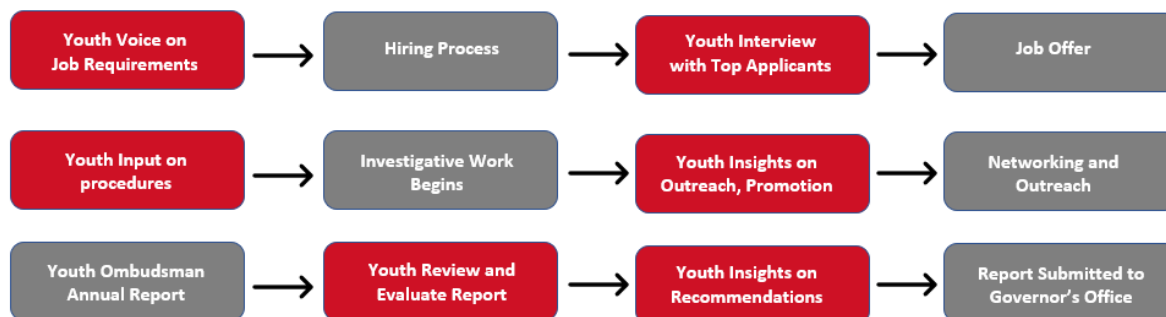 Youth Voice on
Job Requirements
Hiring Process
Youth Interview
with Top Applicants
Job Offer
Youth Input on
procedures
Investigative Work
Begins
Youth Insights on
Outreach, Promotion
Networking and
Outreach
Youth Ombudsman
Annual Report
Youth Review and
Evaluate Report
Youth Insights on
Recommendations
Report Submitted to
Governor's Office